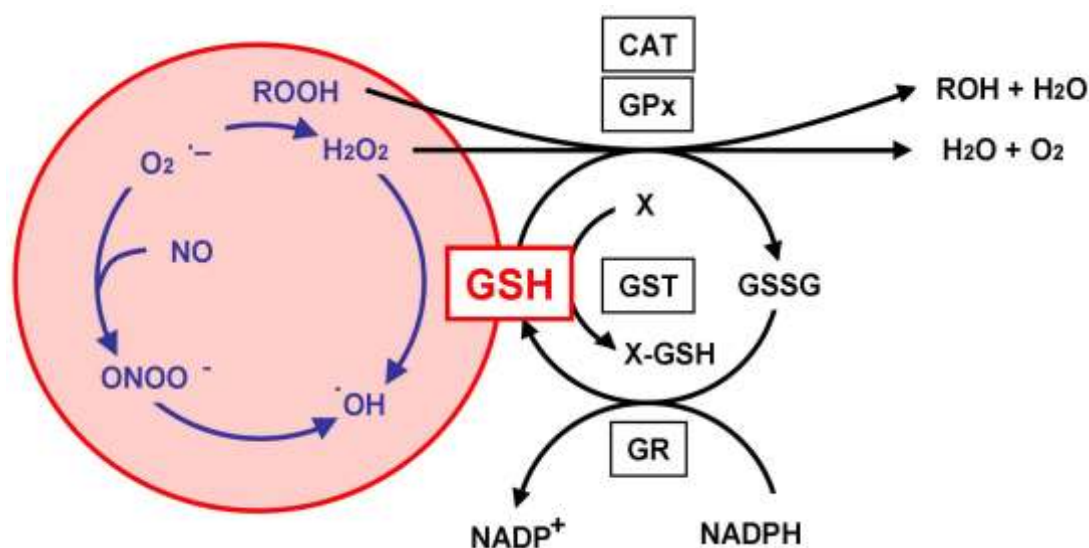 CAT
GPx
ROOH
ROH + H2O
O2 ·–
H2O2
H2O + O2
X
NO
GSH
GST
GSSG
X-GSH
ONOO -
·OH
GR
NADP+
NADPH